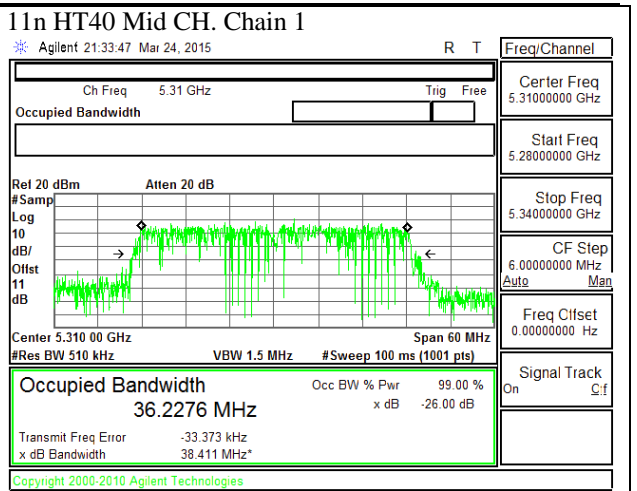 11n HT40 Mid CH. Chain 1
Agilent 21:33:47 Mar 24, 2015 R T
Ch Freq 5.31 GHz Trig Free
Occupied Bandwidth
Ref 20 dBm Atten 20 dB
#Samp
Log
10
dB/
Offst
11
dB
Center 5.310 00 GHz Span 60 MHz
#Res BW 510 kHz VBW 1.5 MHz #Sweep 100 ms (1001 pts)
Occupied Bandwidth Occ BW % Pwr 99.00 %
36.2276 MHz x dB -26.00 dB
Transmit Freq Error -33.373 kHz
x dB Bandwidth 38.411 MHz*
Copyright 2000-2010 Agilent Technologies
Freq/Channel
Center Freq
5.31000000 GHz
Start Freq
5.28000000 GHz
Stop Freq
5.34000000 GHz
CF Step
6.00000000 MHz
Auto Man
Freq Offset
0.00000000 Hz
Signal Track
On Off